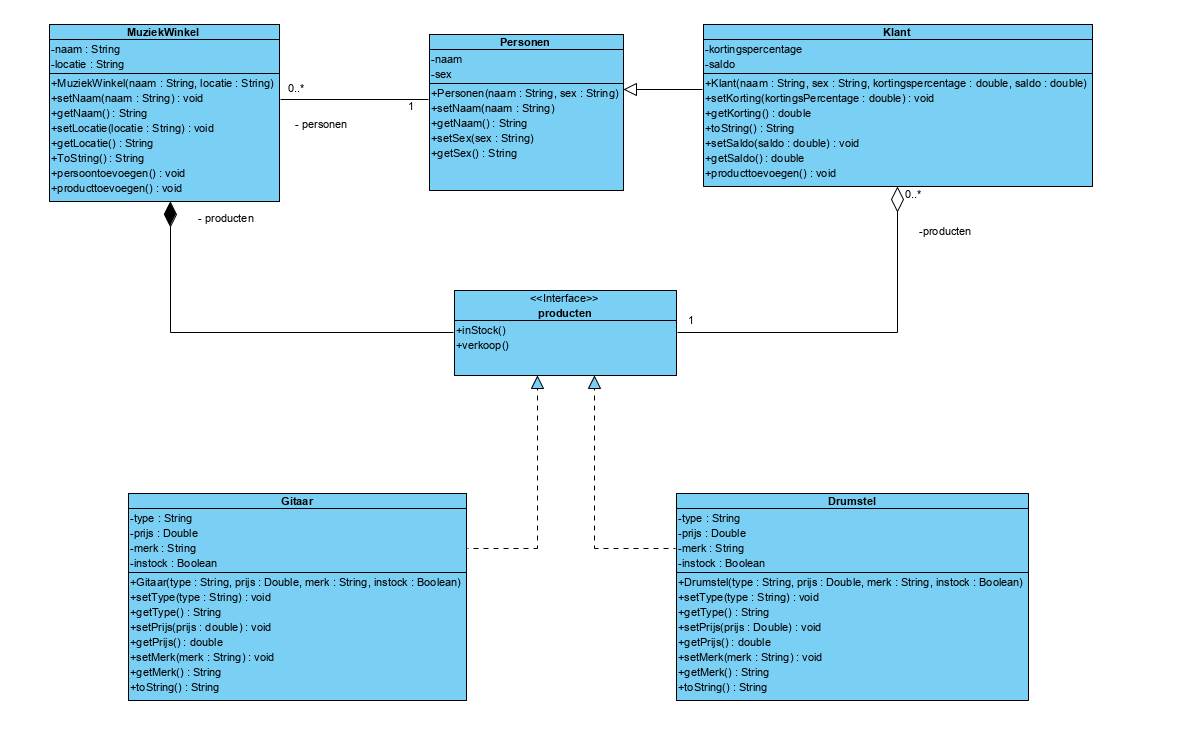 MuziekWinkel
-naam : String
-locatie : String
+MuziekWinkel(naam : String, locatie : String)
+setNaam(naam : String) : void
+getNaam() : String
+setLocatie(locatie : String) : void
+getLocatie() : String
+ToString() : String
+persoontoevoegen() : void
+producttoevoegen() : void
0..*
1
- personen
Personen
-naam
-sex
+Personen(naam : String, sex : String)
+setNaam(naam : String)
+getNaam() : String
+setSex(sex : String)
+getSex() : String
Klant
-kortingspercentage
-saldo
+Klant(naam : String, sex : String, kortingspercentage : double, saldo : double)
+setKorting(kortingsPercentage : double) : void
+getKorting() : double
+toString() : String
+setSaldo(saldo : double) : void
+getSaldo() : double
+producttoevoegen() : void
- producten
0..*
-producten
1
<<Interface>>
producten
+inStock()
+verkoop()
Gitaar
-type : String
-prijs : Double
-merk : String
-instock : Boolean
+Gitaar(type : String, prijs : Double, merk : String, instock : Boolean)
+setType(type : String) : void
+getType() : String
+setPrijs(prijs : double) : void
+getPrijs() : double
+setMerk(merk : String) : void
+getMerk() : String
+toString() : String
Drumstel
-type : String
-prijs : Double
-merk : String
-instock : Boolean
+Drumstel(type : String, prijs : Double, merk : String, instock : Boolean)
+setType(type : String) : void
+getType() : String
+setPrijs(prijs : Double) : void
+getPrijs() : double
+setMerk(merk : String) : void
+getMerk() : String
+toString() : String